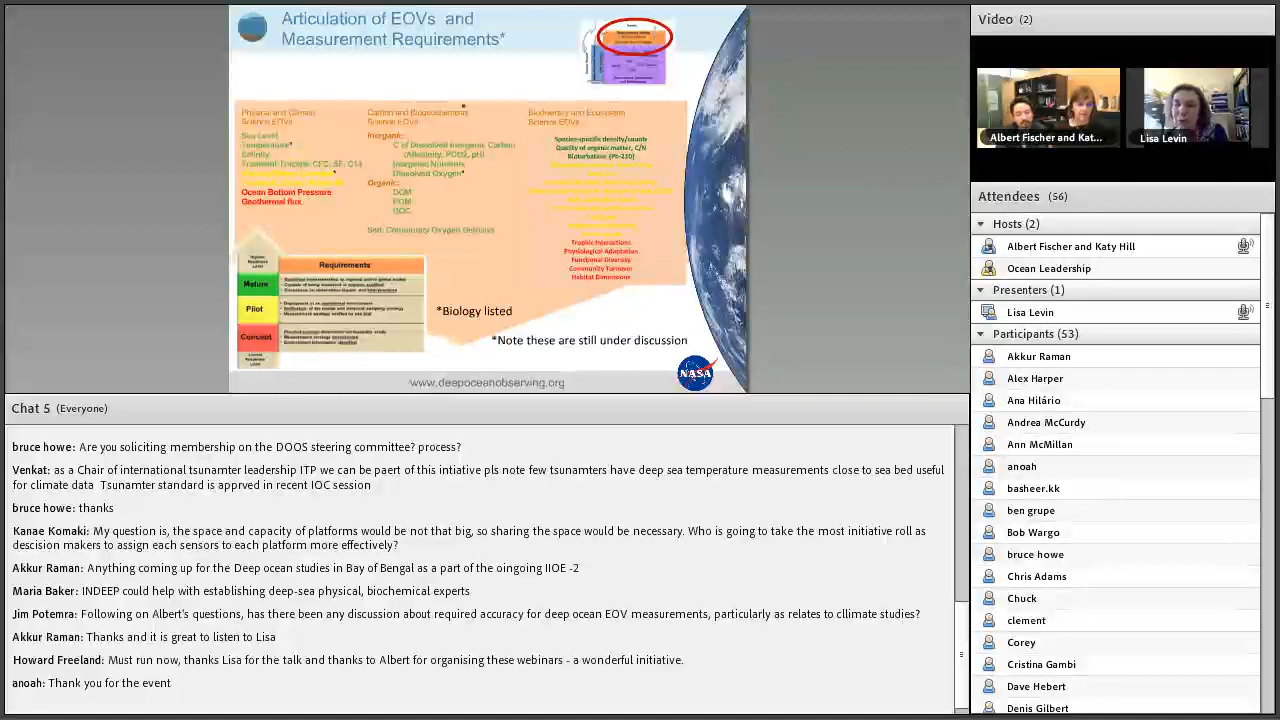 Articulation of EOVs and
Measurement Requirements*
Physical and Climate
Science EOVs
Sea Level
Temperature*
Salinity
Ocean Bottom Pressure
Geothermal flux
Carbon and Biogeochemistry
Science EOVs
Inorganic:
C of Dissolved Inorganic Carbon
(Alkalinity, PCO2, pH)
Inorganic Nutrients
Dissolved Oxygen*
Organic:
DOM
POM
Sed. Community Oxygen Demand
Biodiversity and Ecosystem
Science EOVs
Species-specific density/counts
Quality of organic matter, C/N
Bioturbation (Pb-210)
Trophic Interactions
Physiological Adaptation
Functional Diversity
Community Turnover
Habitat Dimensions
Requirements
Mature
Pilot
Concept
*Biology listed
*Note these are still under discussion
NASA
www.deepoceanobserving.org
Chat 5 (Everyone)
bruce howe: Are you soliciting membership on the DOOS steering committee? process?
Venkat: as a Chair of international tsunamter leadership ITP we can be paert of this intiative pls note few tsunamters have deep sea tempature measurements close to sea bed useful
for climate data Tsunamter standard is apprved in recent IOC session
bruce howe: thanks
Kanae Komaki: My question is, the space and capacity of platforms would be not that big, so sharing the space would be necessary. Who is going to take the most initiative roll as
descision makers to assign each sensors to each platform more effectively?
Akkur Raman: Anything coming up for the Deep ocean studies in Bay of Bengal as a part of the oingong IIOE -2
Maria Baker: INDEEP could help with establishing deep-sea physical, biochemical experts
Jim Potemra: Following on Albert's questions, has there been any discussion about required accuracy for deep ocean EOV measurements, particularly as relates to cllimate studies?
Akkur Raman: Thanks and it is great to listen to Lisa
Howard Freeland: Must run now, thanks Lisa for the talk and thanks to Albert for organising these webinars - a wonderful initiative.
anoah: Thank you for the event
Video (2)
Albert Fischer and Kat...
Lisa Levin
Attendees (56)
Hosts (2)
Albert Fischer and Katy Hill
Ocean Leadership
Presenters (1)
Lisa Levin
Participants (53)
Akkur Raman
Alex Harper
Ana Hilário
Andrea McCurdy
Ann McMillan
anoah
basheer.kk
ben grupe
Bob Wargo
bruce howe
Chris Adams
Chuck
clement
Corey
Cristina Gambi
Dave Hebert
Denis Gilbert